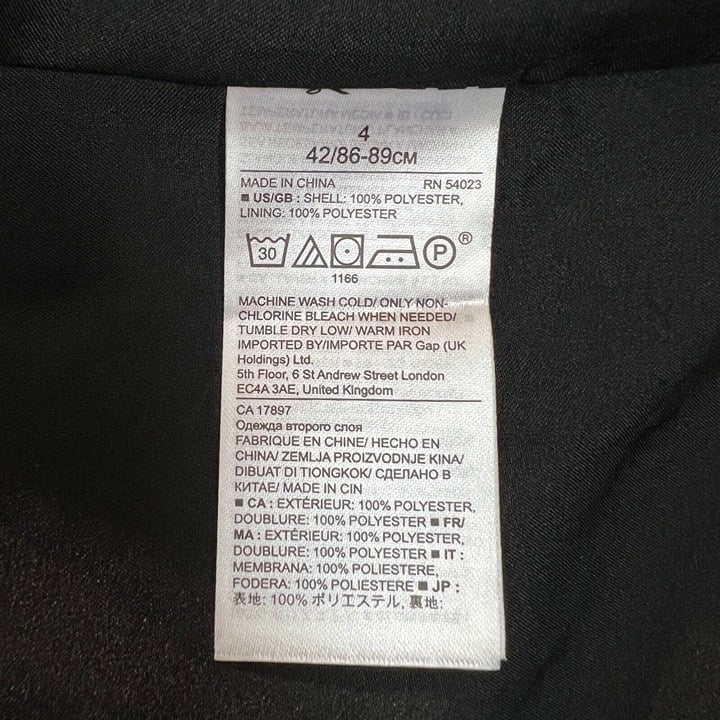 4
42/86-89CM
MADE IN CHINA RN 54023
■ US/GB : SHELL: 100% POLYESTER,
LINING: 100% POLYESTER
30 P ®
1166
MACHINE WASH COLD/ ONLY NON-
CHLORINE BLEACH WHEN NEEDED/
TUMBLE DRY LOW/ WARM IRON
IMPORTED BY/IMPORTE PAR Gap (UK
Holdings) Ltd.
5th Floor, 6 St Andrew Street London
EC4A 3AE, United Kingdom
CA 17897
Одежда второго слоя
FABRIQUE EN CHINE/ HECHO EN
CHINA/ ZEMLJA PROIZVODNJE KINA/
DIBUAT DI TIONGKOK/ СДЕЛАНО В
КИТАЕ/ MADE IN CIN
■ CA : EXTÉRIEUR: 100% POLYESTER,
DOUBLURE: 100% POLYESTER ■ FR/
MA : EXTÉRIEUR: 100% POLYESTER,
DOUBLURE: 100% POLYESTER ■ IT :
MEMBRANA: 100% POLIESTERE,
FODERA: 100% POLIESTERE ■ JP :
表地: 100% ポリエステル, 裏地: